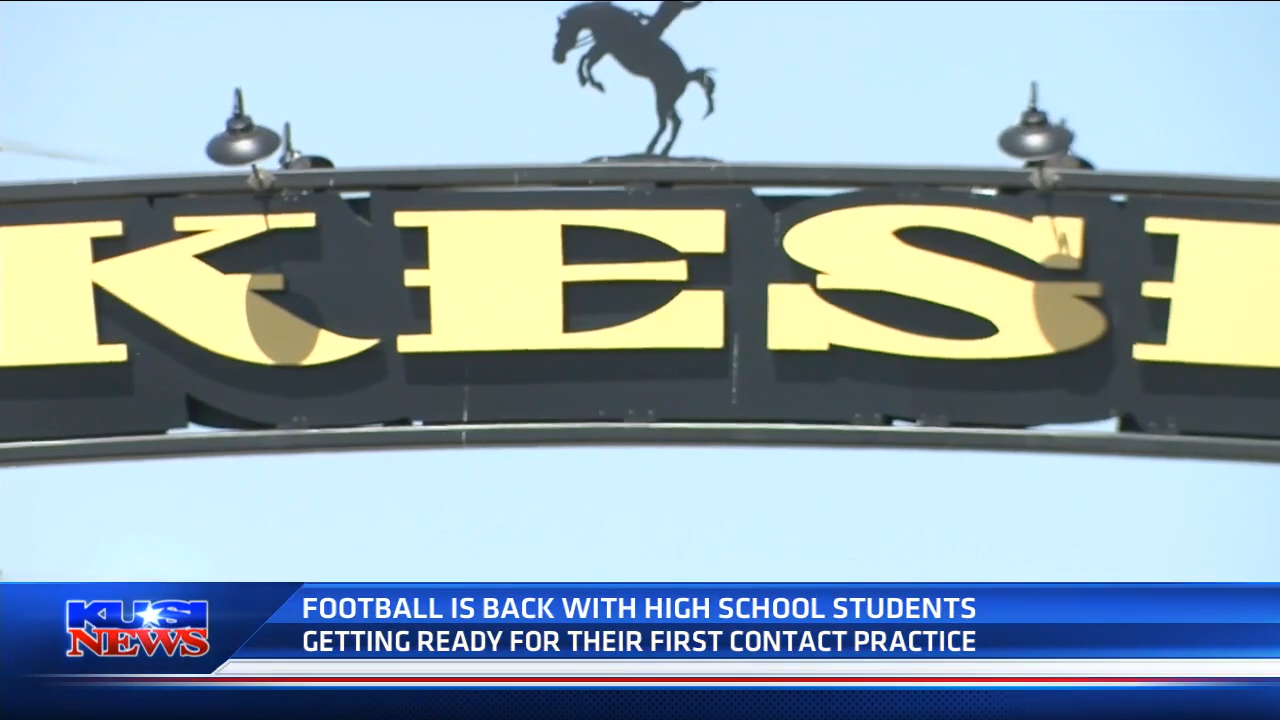 KESI
KUSI
NEWS
FOOTBALL IS BACK WITH HIGH SCHOOL STUDENTS
GETTING READY FOR THEIR FIRST CONTACT PRACTICE